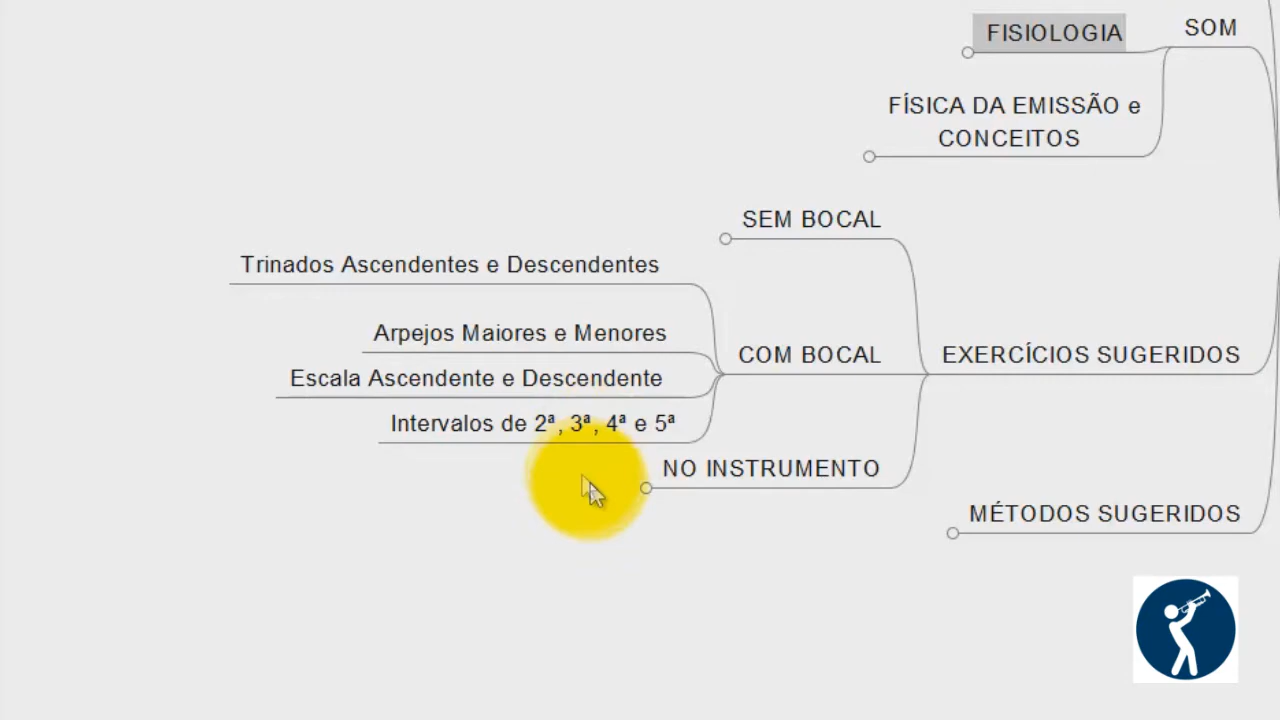 SOM
FISIOLOGIA
FÍSICA DA EMISSÃO e
CONCEITOS
EXERCÍCIOS SUGERIDOS
SEM BOCAL
COM BOCAL
Trinados Ascendentes e Descendentes
Arpejos Maiores e Menores
Escala Ascendente e Descendente
Intervalos de 2ª, 3ª, 4ª e 5ª
NO INSTRUMENTO
MÉTODOS SUGERIDOS